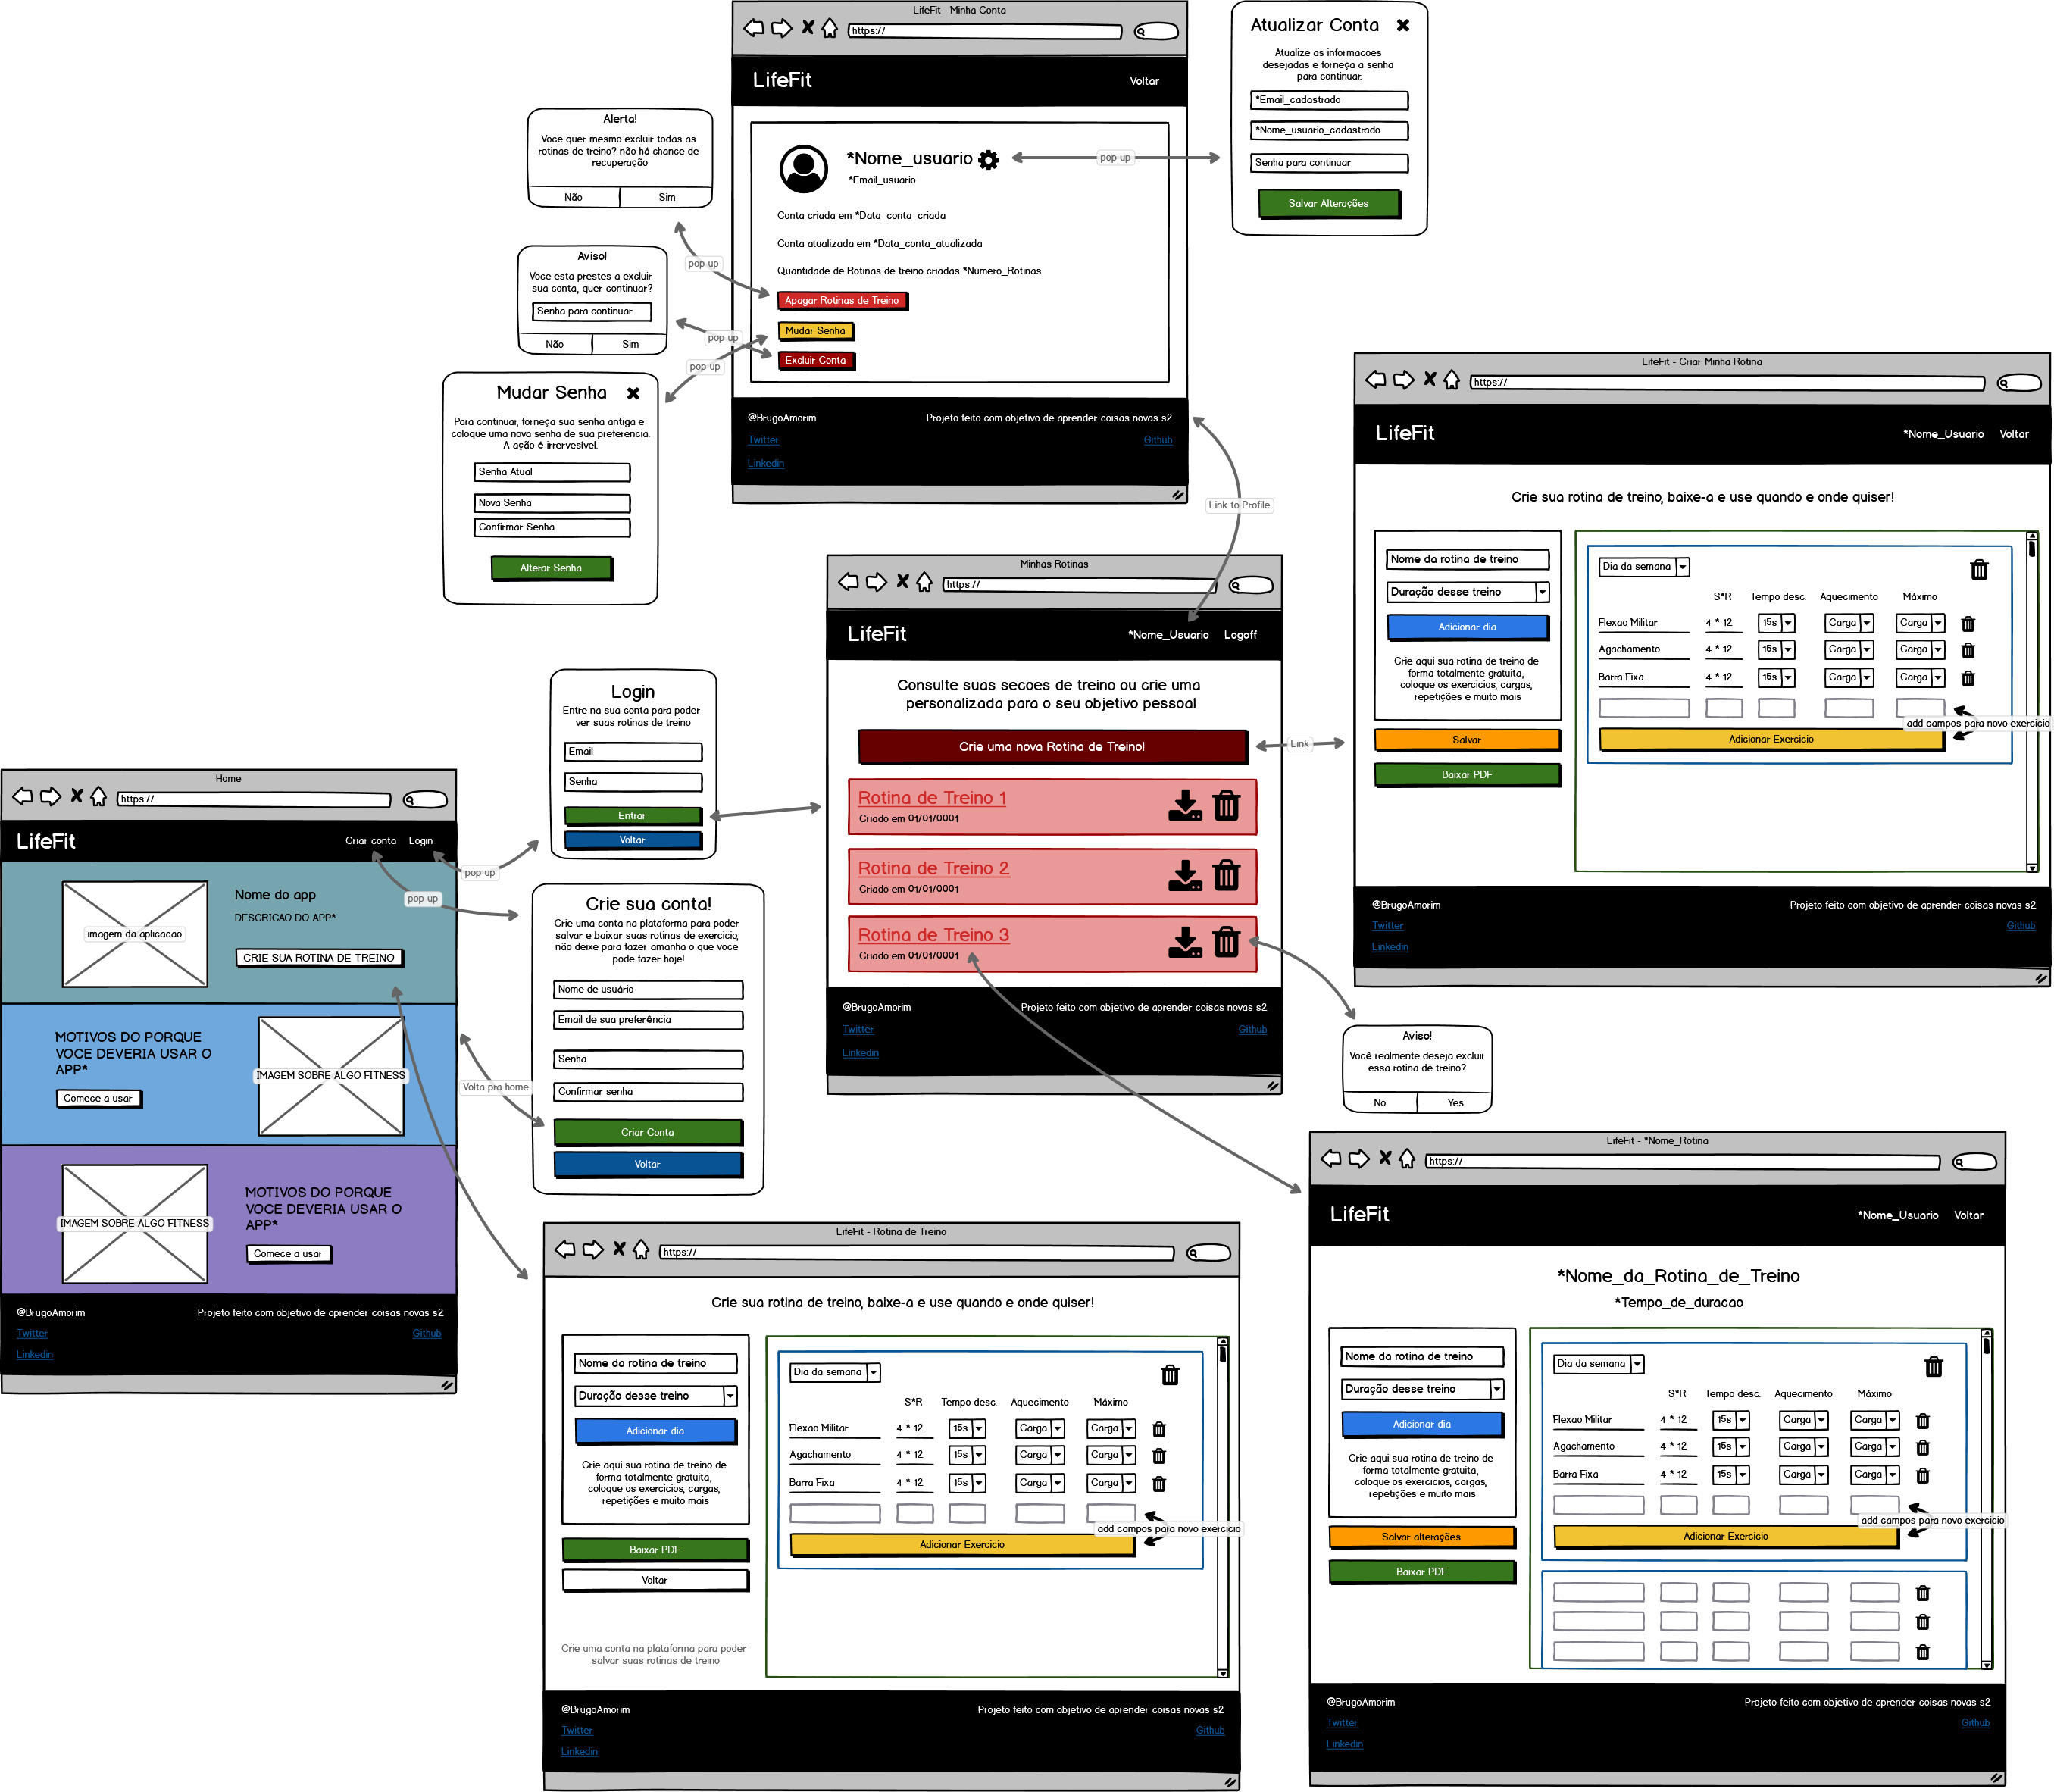 LifeFit - Minha Conta
https://
LifeFit
Voltar
*Nome_usuario
*Email_usuario
Conta criada em *Data_conta_criada
Conta atualizada em *Data_conta_atualizada
Quantidade de Rotinas de treino criadas *Numero_Rotinas
Apagar Rotinas de Treino
Mudar Senha
Excluir Conta
@BrugoAmorim
Projeto feito com objetivo de aprender coisas novas s2
Twitter
Github
Linkedin
Atualizar Conta
Atualize as informacoes
desejadas e forneça a senha
para continuar.
*Email_cadastrado
*Nome_usuario_cadastrado
Senha para continuar
Salvar Alterações
pop up
Alerta!
Voce quer mesmo excluir todas as
rotinas de treino? não há chance de
recuperação
Não
Sim
pop up
Aviso!
Voce esta prestes a excluir
sua conta, quer continuar?
Senha para continuar
Não
Sim
pop up
pop up
Mudar Senha
Para continuar, forneça sua senha antiga e
coloque uma nova senha de sua preferencia.
A ação é irrervesível.
Senha Atual
Nova Senha
Confirmar Senha
Alterar Senha
Link to Profile
LifeFit - Criar Minha Rotina
https://
LifeFit
*Nome_Usuario
Voltar
Crie sua rotina de treino, baixe-a e use quando e onde quiser!
Nome da rotina de treino
Duração desse treino
Adicionar dia
Crie aqui sua rotina de treino de
forma totalmente gratuita,
coloque os exercicios, cargas,
repetições e muito mais
Salvar
Baixar PDF
Dia da semana
S*R
Tempo desc.
Aquecimento
Máximo
Flexao Militar
4 * 12
15s
Carga
Carga
Agachamento
4 * 12
15s
Carga
Carga
Barra Fixa
4 * 12
15s
Carga
Carga
add campos para novo exercício
Adicionar Exercicio
@BrugoAmorim
Projeto feito com objetivo de aprender coisas novas s2
Twitter
Github
Linkedin
Minhas Rotinas
https://
LifeFit
*Nome_Usuario
Logoff
Consulte suas secoes de treino ou crie uma
personalizada para o seu objetivo pessoal
Crie uma nova Rotina de Treino!
Link
Rotina de Treino 1
Criado em 01/01/0001
Rotina de Treino 2
Criado em 01/01/0001
Rotina de Treino 3
Criado em 01/01/0001
@BrugoAmorim
Projeto feito com objetivo de aprender coisas novas s2
Twitter
Github
Linkedin
Login
Entre na sua conta para poder
ver suas rotinas de treino
Email
Senha
Entrar
Voltar
pop up
pop up
Crie sua conta!
Crie uma conta na plataforma para poder
salvar e baixar suas rotinas de exercicio,
não deixe para fazer amanha o que voce
pode fazer hoje!
Nome de usuário
Email de sua preferência
Senha
Confirmar senha
Criar Conta
Voltar
Volta pra home
Home
https://
LifeFit
Criar conta
Login
imagem da aplicacao
Nome do app
DESCRICAO DO APP*
CRIE SUA ROTINA DE TREINO
MOTIVOS DO PORQUE
VOCE DEVERIA USAR O
APP*
Comece a usar
IMAGEM SOBRE ALGO FITNESS
IMAGEM SOBRE ALGO FITNESS
MOTIVOS DO PORQUE
VOCE DEVERIA USAR O
APP*
Comece a usar
@BrugoAmorim
Projeto feito com objetivo de aprender coisas novas s2
Twitter
Github
Linkedin
Aviso!
Você realmente deseja excluir
essa rotina de treino?
No
Yes
LifeFit - Rotina de Treino
https://
Crie sua rotina de treino, baixe-a e use quando e onde quiser!
Nome da rotina de treino
Duração desse treino
Adicionar dia
Crie aqui sua rotina de treino de
forma totalmente gratuita,
coloque os exercicios, cargas,
repetições e muito mais
Baixar PDF
Voltar
Crie uma conta na plataforma para poder
salvar suas rotinas de treino
Dia da semana
S*R
Tempo desc.
Aquecimento
Máximo
Flexao Militar
4 * 12
15s
Carga
Carga
Agachamento
4 * 12
15s
Carga
Carga
Barra Fixa
4 * 12
15s
Carga
Carga
add campos para novo exercício
Adicionar Exercicio
@BrugoAmorim
Projeto feito com objetivo de aprender coisas novas s2
Twitter
Github
Linkedin
LifeFit - *Nome_Rotina
https://
LifeFit
*Nome_Usuario
Voltar
*Nome_da_Rotina_de_Treino
*Tempo_de_duracao
Nome da rotina de treino
Duração desse treino
Adicionar dia
Crie aqui sua rotina de treino de
forma totalmente gratuita,
coloque os exercicios, cargas,
repetições e muito mais
Salvar alterações
Baixar PDF
Dia da semana
S*R
Tempo desc.
Aquecimento
Máximo
Flexao Militar
4 * 12
15s
Carga
Carga
Agachamento
4 * 12
15s
Carga
Carga
Barra Fixa
4 * 12
15s
Carga
Carga
add campos para novo exercício
Adicionar Exercicio
@BrugoAmorim
Projeto feito com objetivo de aprender coisas novas s2
Twitter
Github
Linkedin